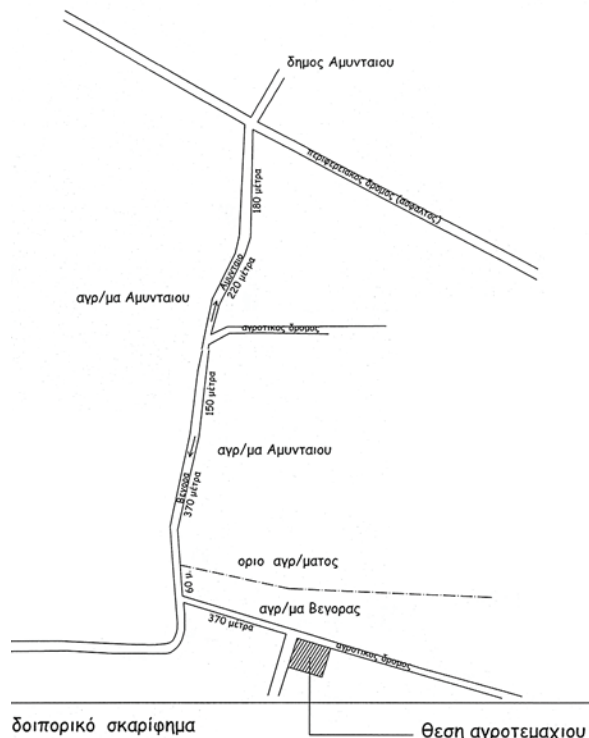 δημος Αμυνταιου
περιφερειακος δρομος (ασφαλτος)
180 μέτρα
Αμυνταιο
220 μέτρα
αγρ/μα Αμυνταιου
αγροτικος δρομος
150 μέτρα
αγρ/μα Αμυνταιου
Βεγορα
370 μέτρα
οριο αγρ/ματος
60 μ.
αγρ/μα Βεγορας
370 μέτρα
αγροτικος δρομος
δοιπορικό σκαρίφημα
θεση αγροτεμαχιου